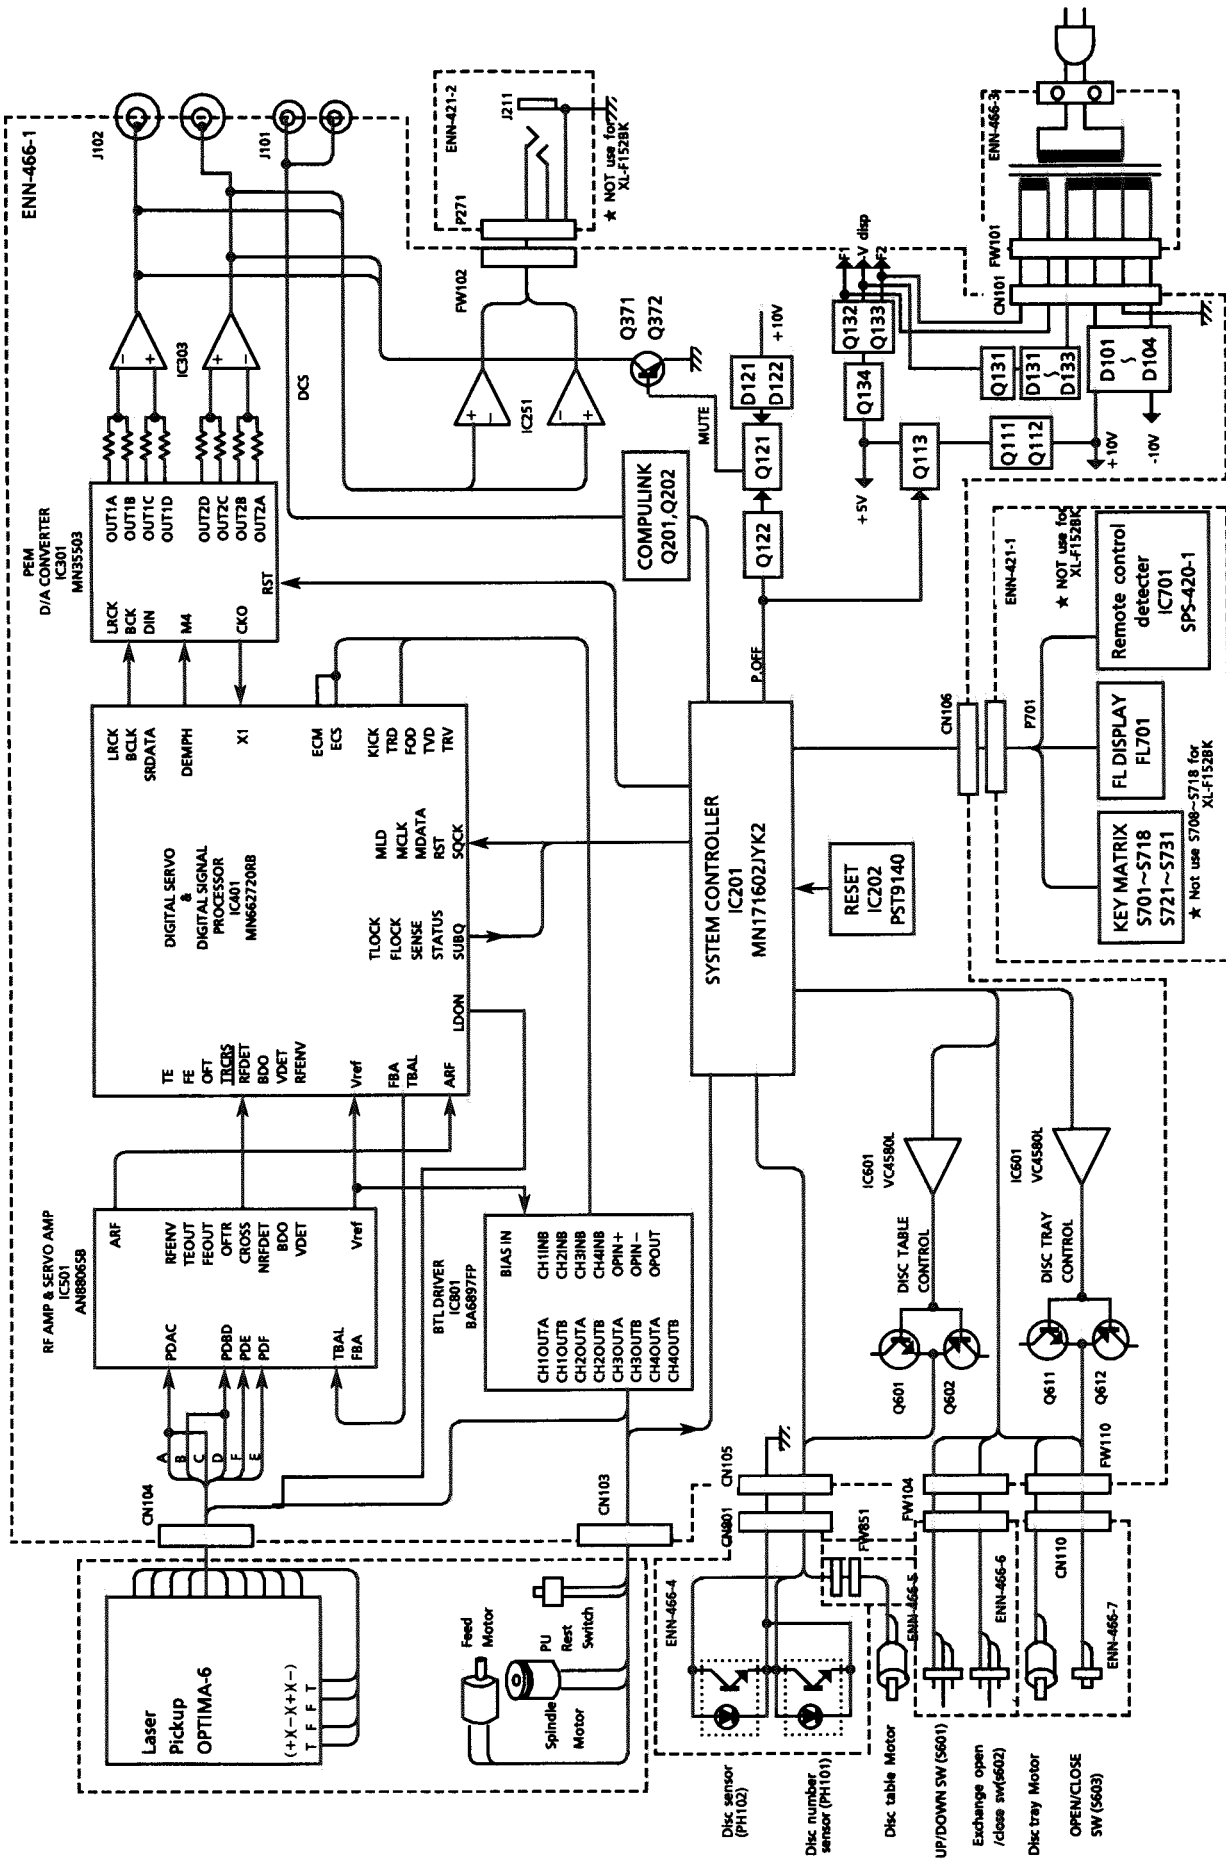 Laser
Pickup
OPTIMA-6
(+X−X+X−)
T F F T
Feed
Motor
Spindle
Motor
PU
Rest
Switch
CN104
A
B
C
D
F
E
CN103
RF AMP & SERVO AMP
IC501
AN8806SB
PDAC
PDBD
PDE
PDF
TBAL
FBA
ARF
RFENV
TEOUT
FEOUT
OFTR
CROSS
NRFDET
BDO
VDET
Vref
BTL DRIVER
IC801
BA6897FP
BIAS IN
CH1INB
CH2INB
CH3INB
CH4INB
OPIN+
OPIN−
OPOUT
CH1OUTA
CH1OUTB
CH2OUTA
CH2OUTB
CH3OUTA
CH3OUTB
CH4OUTA
CH4OUTB
DIGITAL SERVO
&
DIGITAL SIGNAL
PROCESSOR
IC401
MN662720RB
TE
FE
OFT
TRCRS
RFDET
BDO
VDET
RFENV
Vref
FBA
TBAL
ARF
LRCK
BCLK
SRDATA
DEMPH
X1
ECM
ECS
KICK
TRD
FOD
TVD
TRV
TLOCK
FLOCK
SENSE
STATUS
SUBQ
LDON
MLD
MCLK
MDATA
RST
SQCK
PEM
D/A CONVERTER
IC301
MN35503
LRCK
BCK
DIN
M4
CKO
RST
OUT1A
OUT1B
OUT1C
OUT1D
OUT2D
OUT2C
OUT2B
OUT2A
IC303
DCS
ENN-466-1
J102
J101
ENN-421-2
J211
P271
★ NOT use for
XL-F152BK
FW102
IC251
Q371
Q372
MUTE
COMPULINK
Q201,Q202
SYSTEM CONTROLLER
IC201
MN171602JYK2
RESET
IC202
PST9140
P.OFF
Q122
Q121
D121
D122
+10V
+5V
Q134
Q132
Q133
F1
-V disp
F2
Q113
Q111
Q112
Q131
D131
~
D133
D101
~
D104
+10V
-10V
CN101
FW101
ENN-466-3
CN106
P701
ENN-421-1
★ NOT use for
XL-F152BK
Remote control
detecter
IC701
SPS-420-1
FL DISPLAY
FL701
KEY MATRIX
S701~S718
S721~S731
★ Not use S708~S718 for
XL-F152BK
IC601
VC4580L
DISC TABLE
CONTROL
Q601
Q602
IC601
VC4580L
DISC TRAY
CONTROL
Q611
Q612
CN105
CN801
FW851
FW104
FW110
CN110
ENN-466-4
ENN-466-5
ENN-466-6
ENN-466-7
Disc sensor
(PH102)
Disc number
sensor (PH101)
Disc table Motor
UP/DOWN SW (S601)
Exchange open
/close sw(s602)
Disc tray Motor
OPEN/CLOSE
SW (S603)